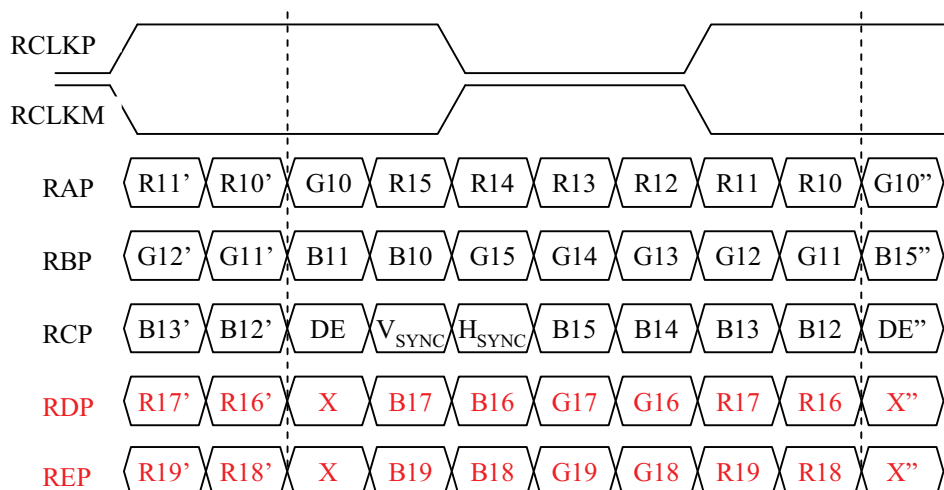 RCLKP
RCLKM
RAP R11’ R10’ G10 R15 R14 R13 R12 R11 R10 G10”
RBP G12’ G11’ B11 B10 G15 G14 G13 G12 G11 B15”
RCP B13’ B12’ DE VSYNC HSYNC B15 B14 B13 B12 DE”
RDP R17’ R16’ X B17 B16 G17 G16 R17 R16 X”
REP R19’ R18’ X B19 B18 G19 G18 R19 R18 X”